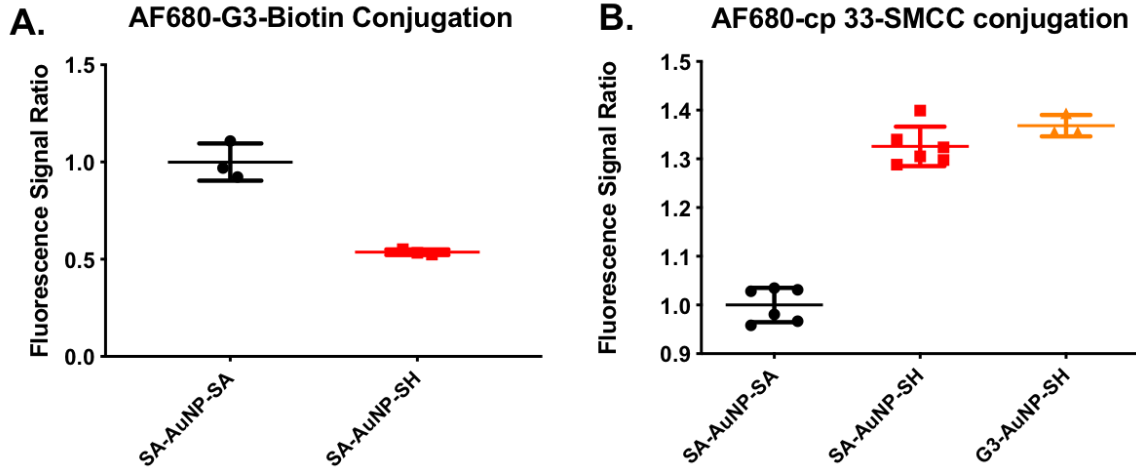 A.
AF680-G3-Biotin Conjugation
Fluorescence Signal Ratio
1.5
1.0
0.5
0.0
SA-AuNP-SA
SA-AuNP-SH
B.
AF680-cp 33-SMCC conjugation
Fluorescence Signal Ratio
1.5
1.4
1.3
1.2
1.1
1.0
0.9
SA-AuNP-SA
SA-AuNP-SH
G3-AuNP-SH